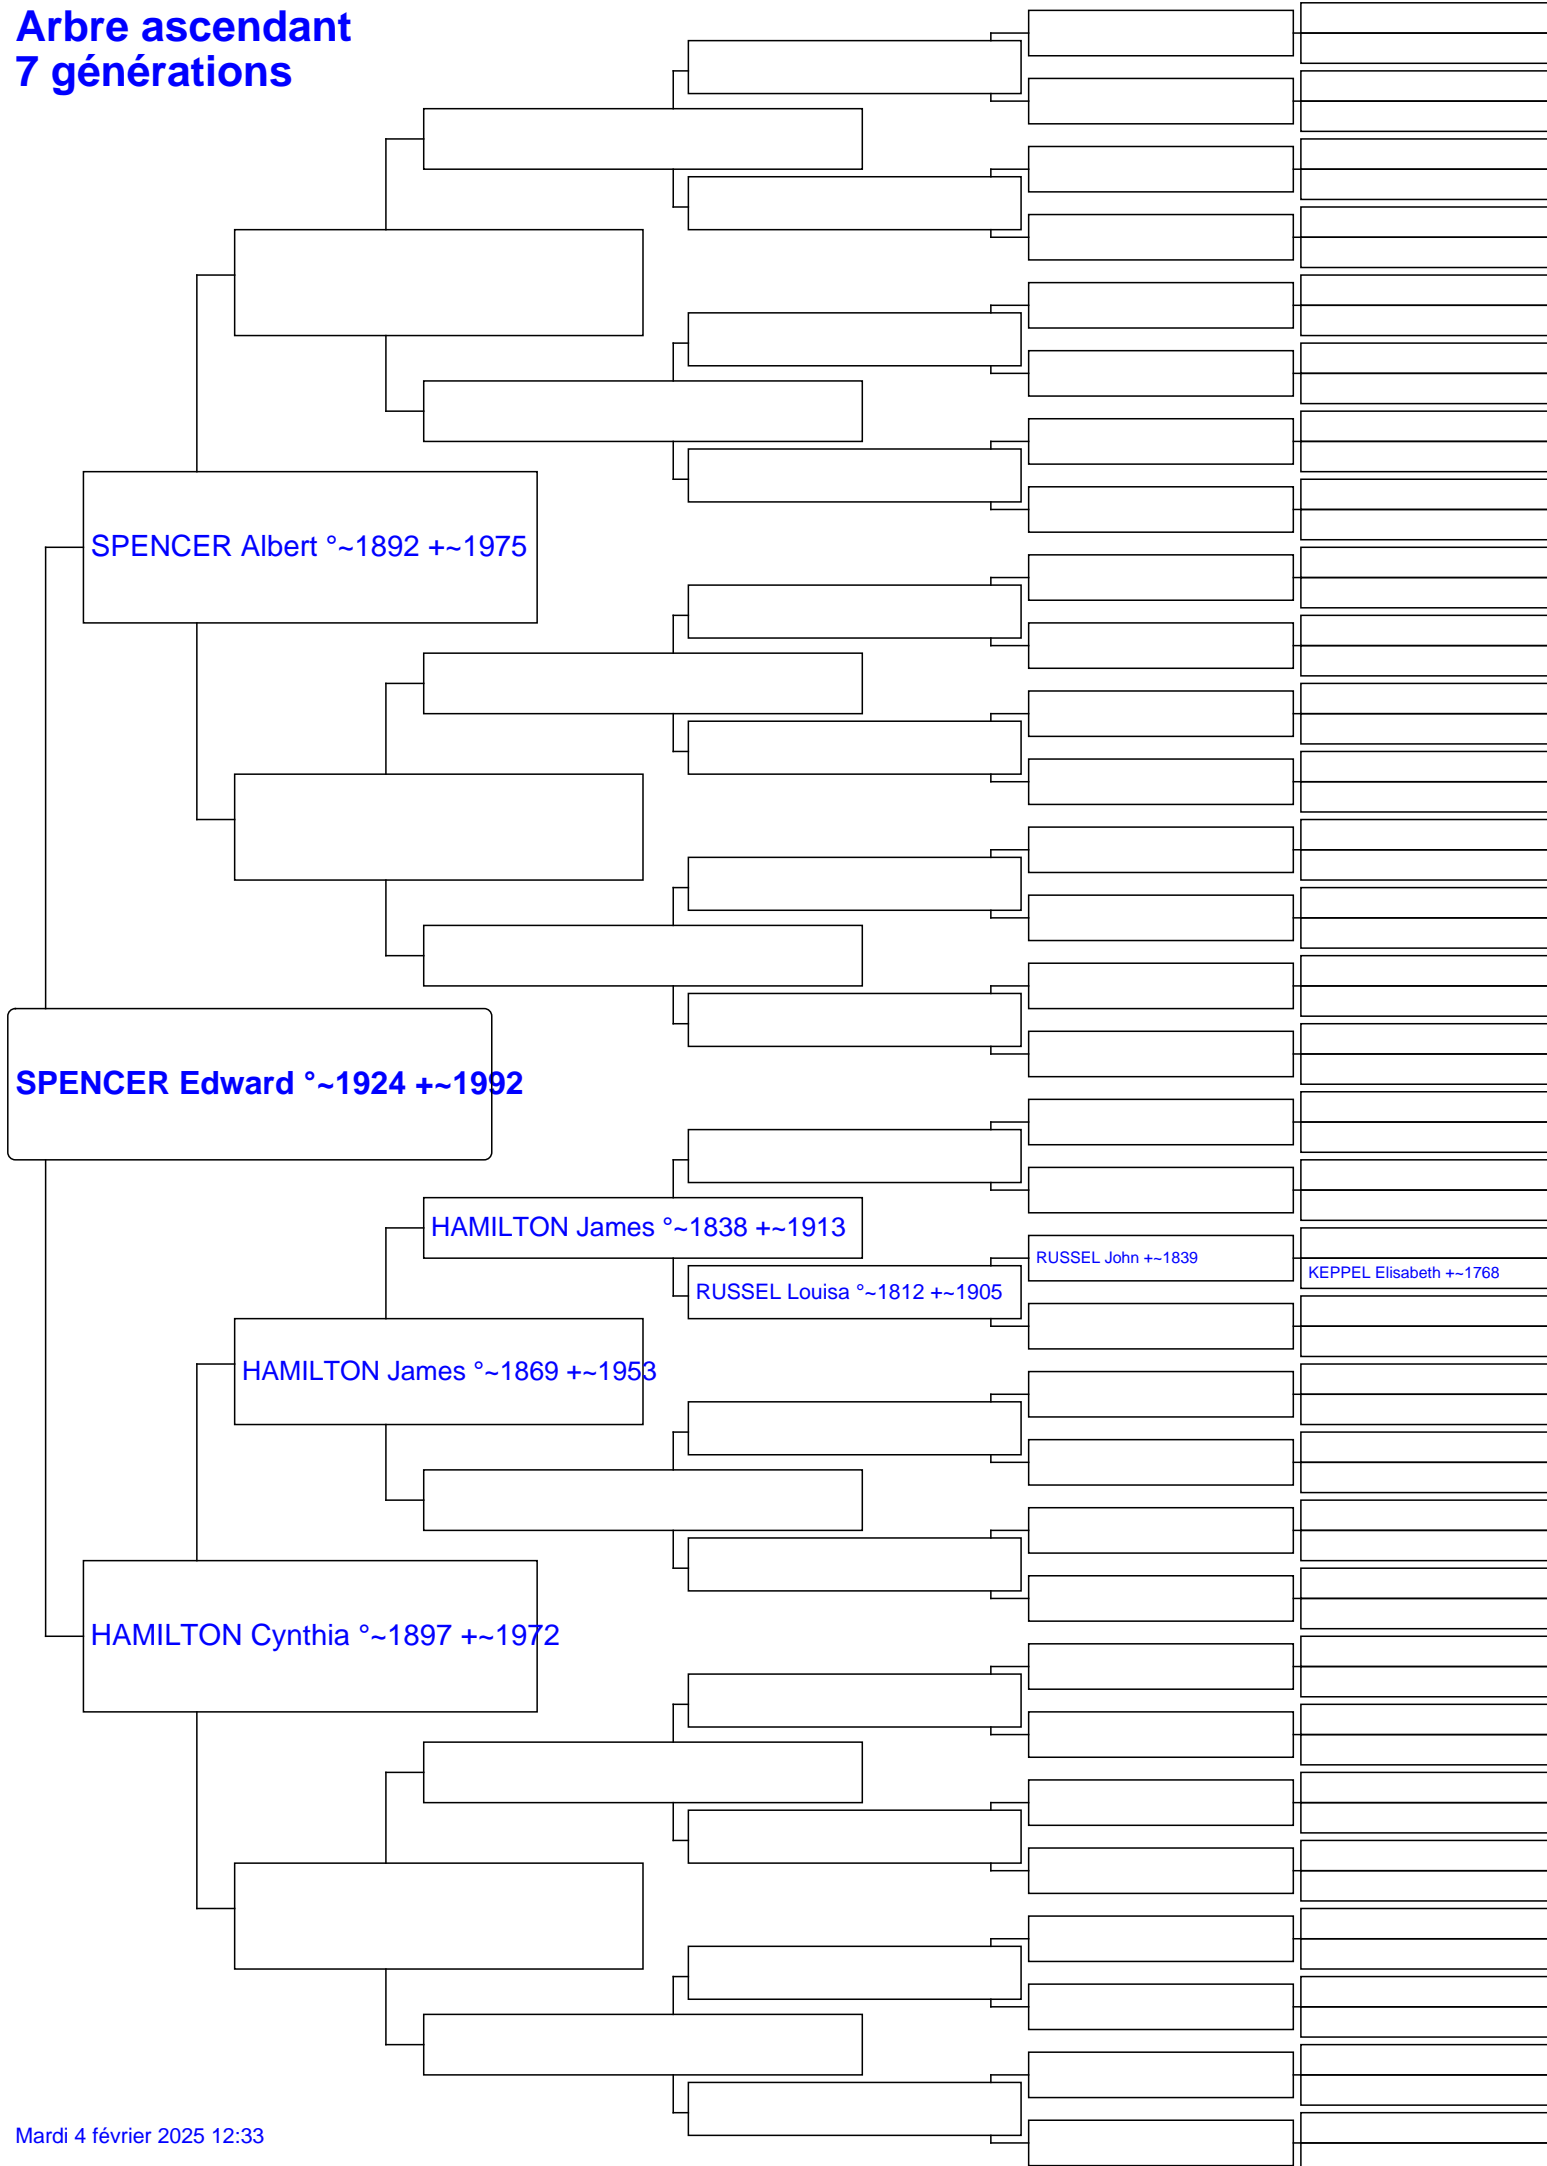 Arbre ascendant
7 générations
SPENCER Albert °~1892 +~1975
SPENCER Edward °~1924 +~1992
HAMILTON James °~1838 +~1913
RUSSEL John +~1839
KEPPEL Elisabeth +~1768
RUSSEL Louisa °~1812 +~1905
HAMILTON James °~1869 +~1953
HAMILTON Cynthia °~1897 +~1972
Mardi 4 février 2025 12:33